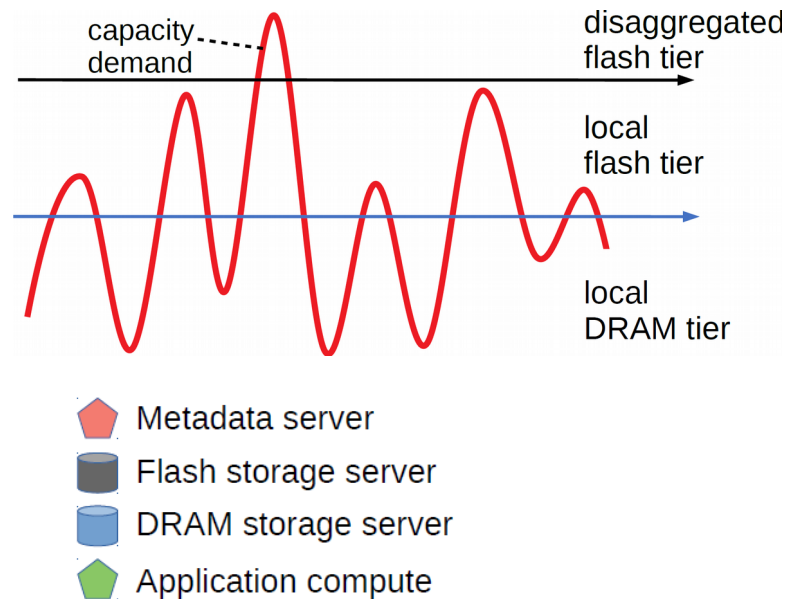 capacity
demand
disaggregated
flash tier
local
flash tier
local
DRAM tier
Metadata server
Flash storage server
DRAM storage server
Application compute